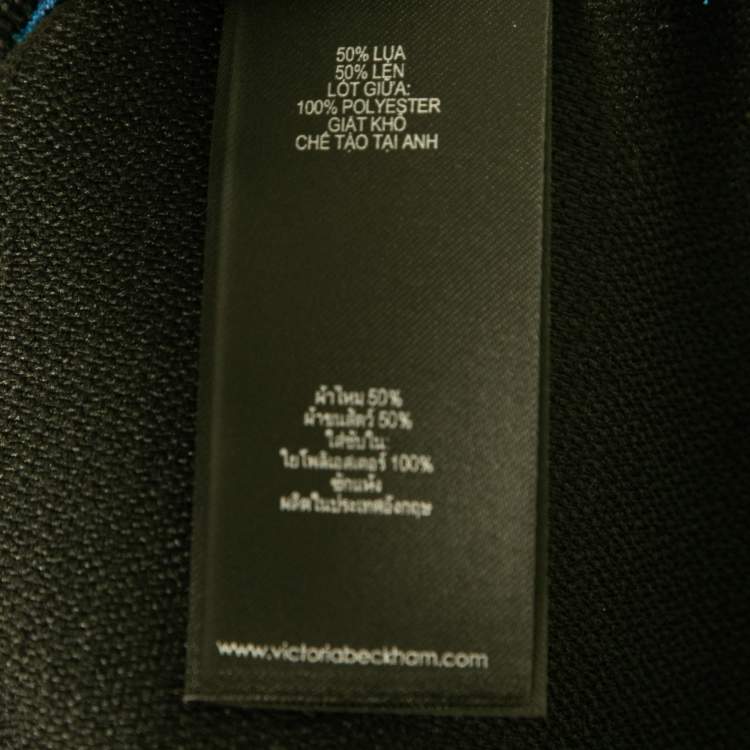 50% LỤA
50% LEN
LÓT GIỮA:
100% POLYESTER
GIẶT KHÔ
CHẾ TẠO TẠI ANH
ผ้าไหม 50%
ผ้าขนสัตว์ 50%
ใส่ซับใน:
ใยโพลีเอสเตอร์ 100%
ซักแห้ง
ผลิตในประเทศอังกฤษ
www.victoriabeckham.com